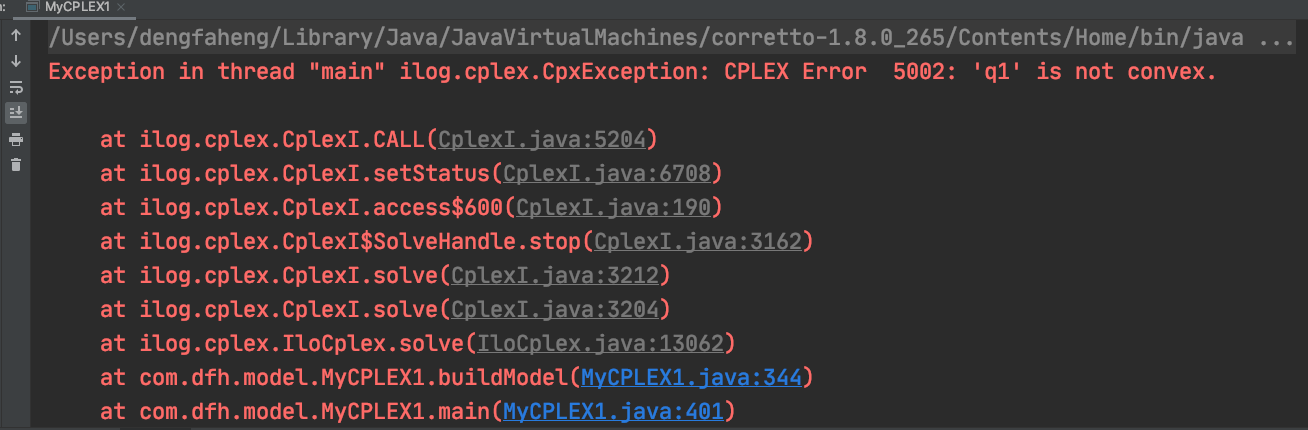 n:
MyCPLEX1
/Users/dengfaheng/Library/Java/JavaVirtualMachines/corretto-1.8.0_265/Contents/Home/bin/java ...
Exception in thread "main" ilog.cplex.CpxException: CPLEX Error  5002: 'q1' is not convex.
at ilog.cplex.CplexI.CALL(CplexI.java:5204)
at ilog.cplex.CplexI.setStatus(CplexI.java:6708)
at ilog.cplex.CplexI.access$600(CplexI.java:190)
at ilog.cplex.CplexI$SolveHandle.stop(CplexI.java:3162)
at ilog.cplex.CplexI.solve(CplexI.java:3212)
at ilog.cplex.CplexI.solve(CplexI.java:3204)
at ilog.cplex.IloCplex.solve(IloCplex.java:13062)
at com.dfh.model.MyCPLEX1.buildModel(MyCPLEX1.java:344)
at com.dfh.model.MyCPLEX1.main(MyCPLEX1.java:401)